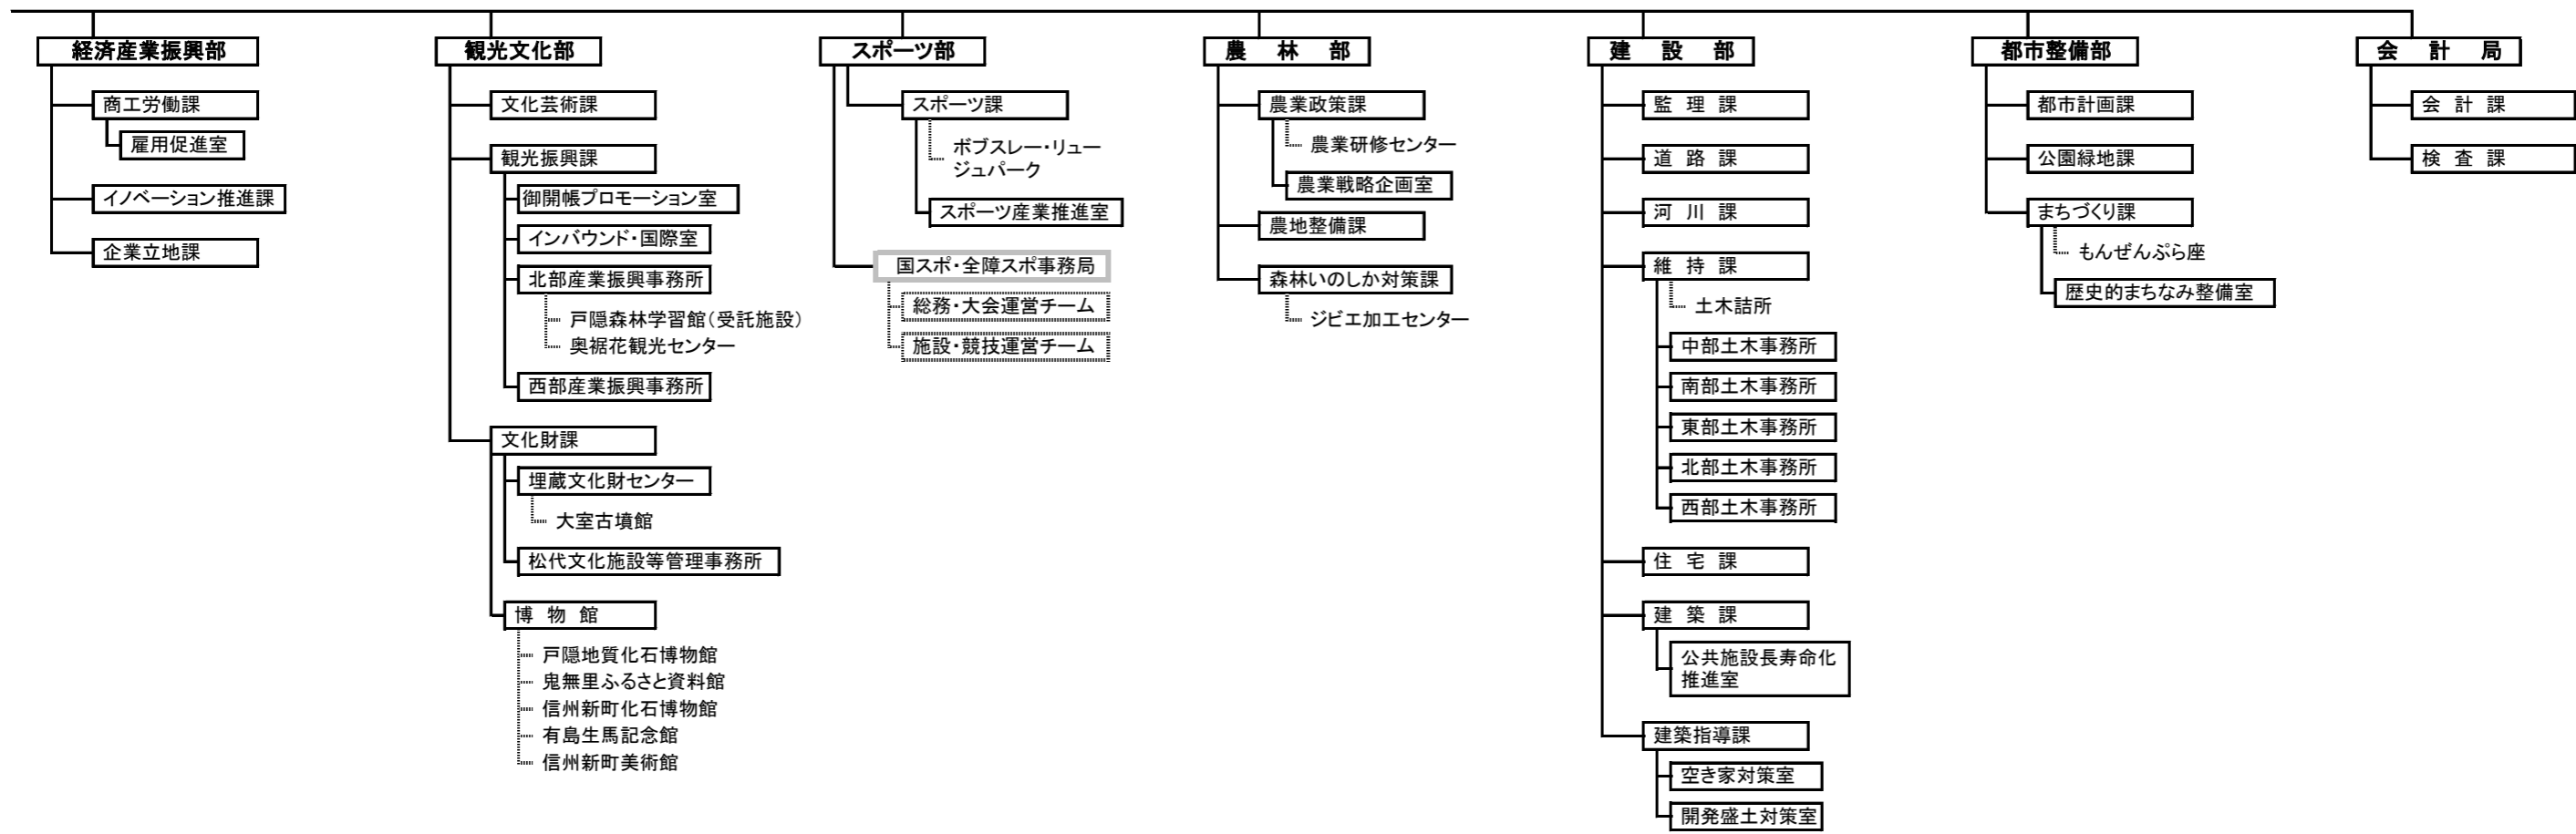 経済産業振興部
商工労働課
雇用促進室
イノベーション推進課
企業立地課
観光文化部
文化芸術課
観光振興課
御開帳プロモーション室
インバウンド・国際室
北部産業振興事務所
戸隠森林学習館(受託施設)
奥裾花観光センター
西部産業振興事務所
文化財課
埋蔵文化財センター
大室古墳館
松代文化施設等管理事務所
博　物　館
戸隠地質化石博物館
鬼無里ふるさと資料館
信州新町化石博物館
有島生馬記念館
信州新町美術館
スポーツ部
スポーツ課
ボブスレー・リュー
ジュパーク
スポーツ産業推進室
国スポ・全障スポ事務局
総務・大会運営チーム
施設・競技運営チーム
農　林　部
農業政策課
農業研修センター
農業戦略企画室
農地整備課
森林いのしか対策課
ジビエ加工センター
建　設　部
監　理　課
道　路　課
河　川　課
維　持　課
土木詰所
中部土木事務所
南部土木事務所
東部土木事務所
北部土木事務所
西部土木事務所
住　宅　課
建　築　課
公共施設長寿命化
推進室
建築指導課
空き家対策室
開発盛土対策室
都市整備部
都市計画課
公園緑地課
まちづくり課
もんぜんぷら座
歴史的まちなみ整備室
会　計　局
会　計　課
検　査　課